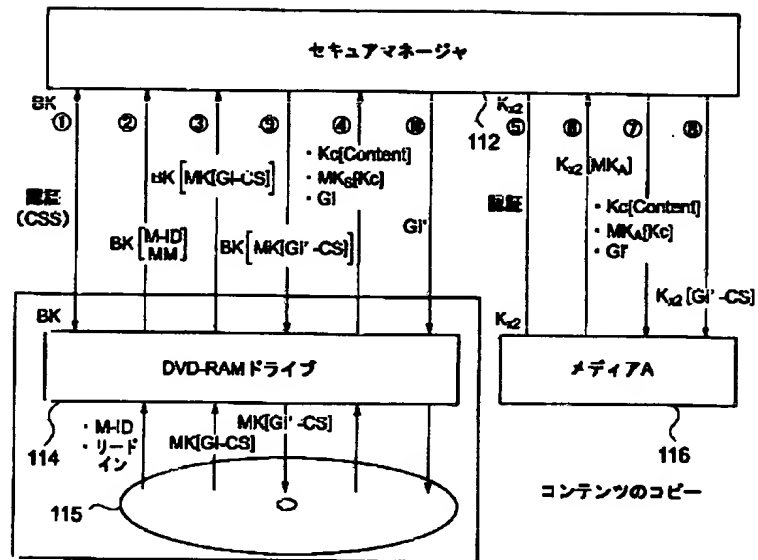 セキュアマネージャ
BK
①
②
③
⑨
④
⑩
112
Kx2
⑤
⑥
⑦
⑧
認証
(CSS)
BK[M-ID MM]
BK[MK[GI-CS]]
BK[MK[GI'-CS]]
・Kc[Content]
・MKS[Kc]
・GI
GI'
認証
Kx2[MKA]
・Kc[Content]
・MKA[Kc]
・GI'
Kx2[GI'-CS]
BK
Kx2
DVD-RAMドライブ
メディアA
114
・M-ID
・リード
イン
MK[GI-CS]
MK[GI'-CS]
116
115
コンテンツのコピー